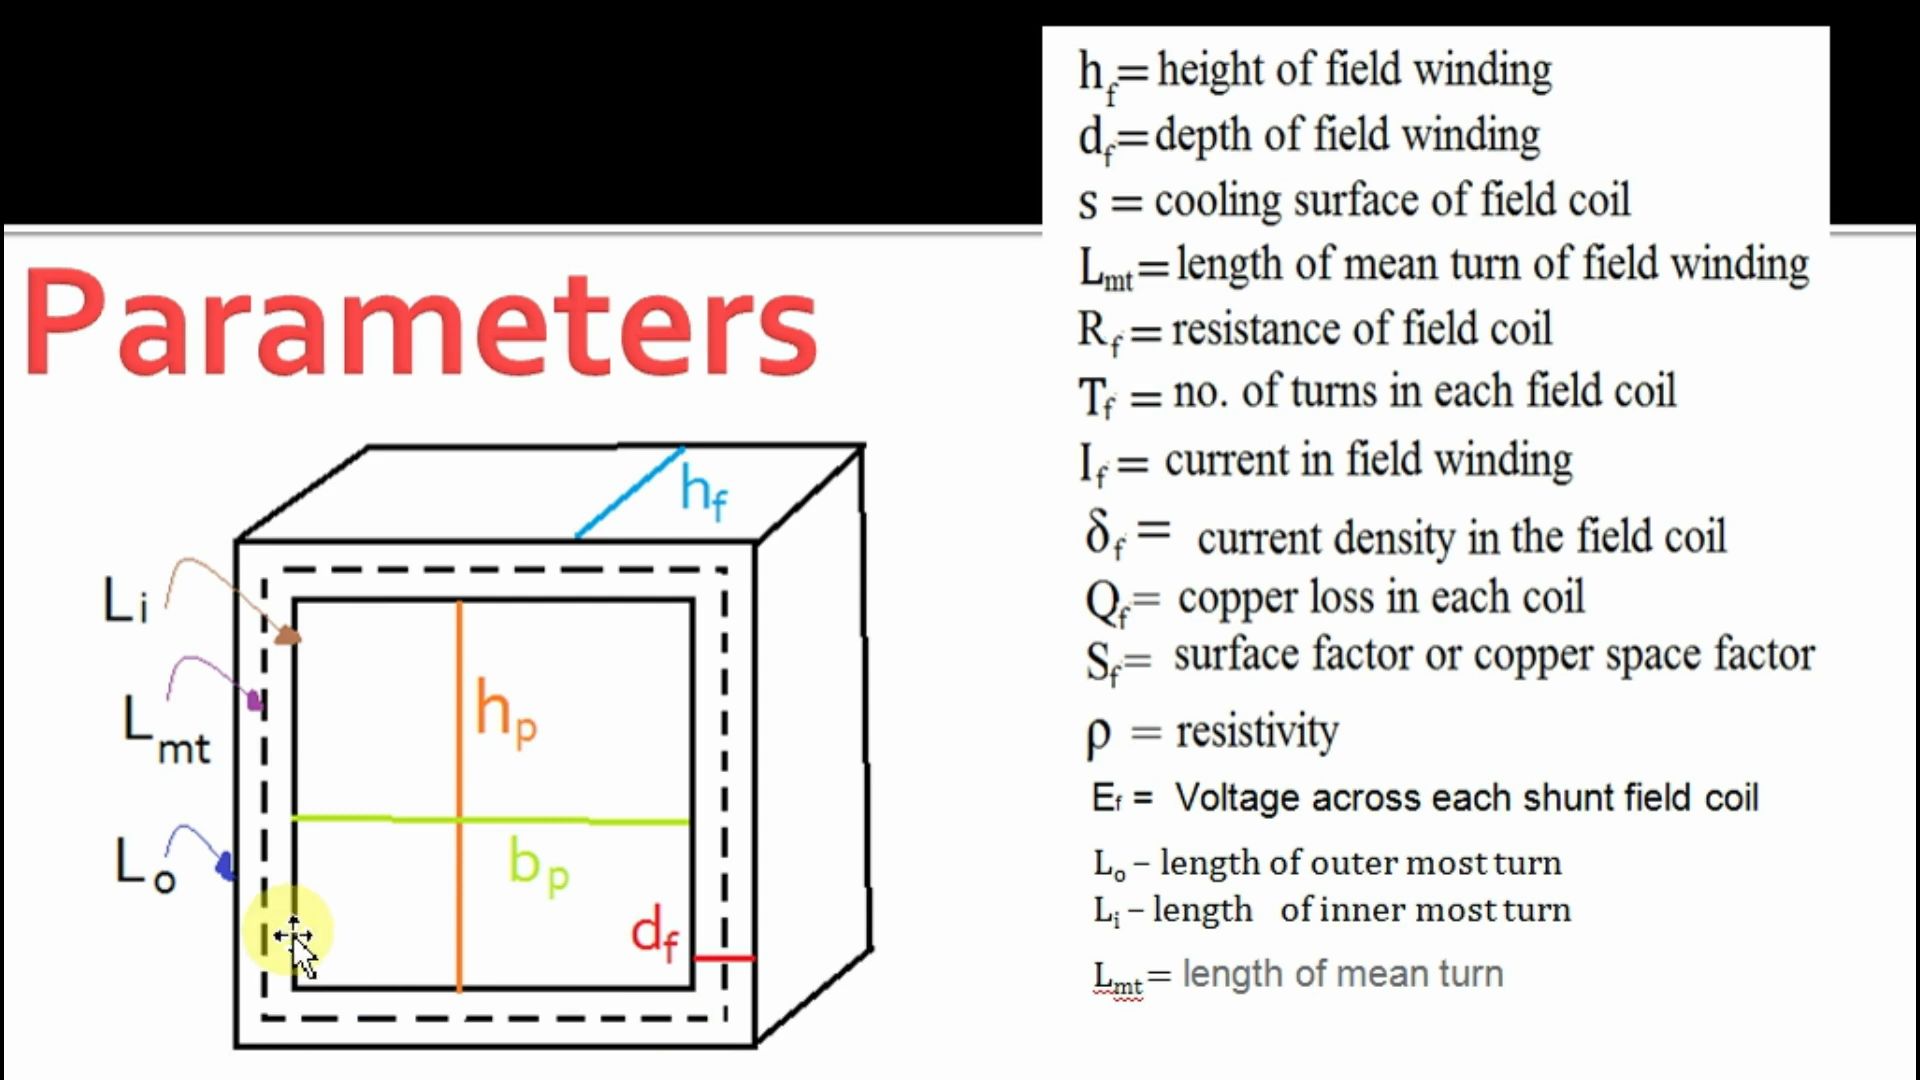 Parameters
hf
Li
Lmt
Lo
hp
bp
df
hf= height of field winding
df= depth of field winding
s = cooling surface of field coil
Lmt= length of mean turn of field winding
Rf = resistance of field coil
Tf = no. of turns in each field coil
If = current in field winding
δf = current density in the field coil
Qf= copper loss in each coil
Sf= surface factor or copper space factor
ρ = resistivity
Ef = Voltage across each shunt field coil
Lo – length of outer most turn
Li – length of inner most turn
Lmt = length of mean turn